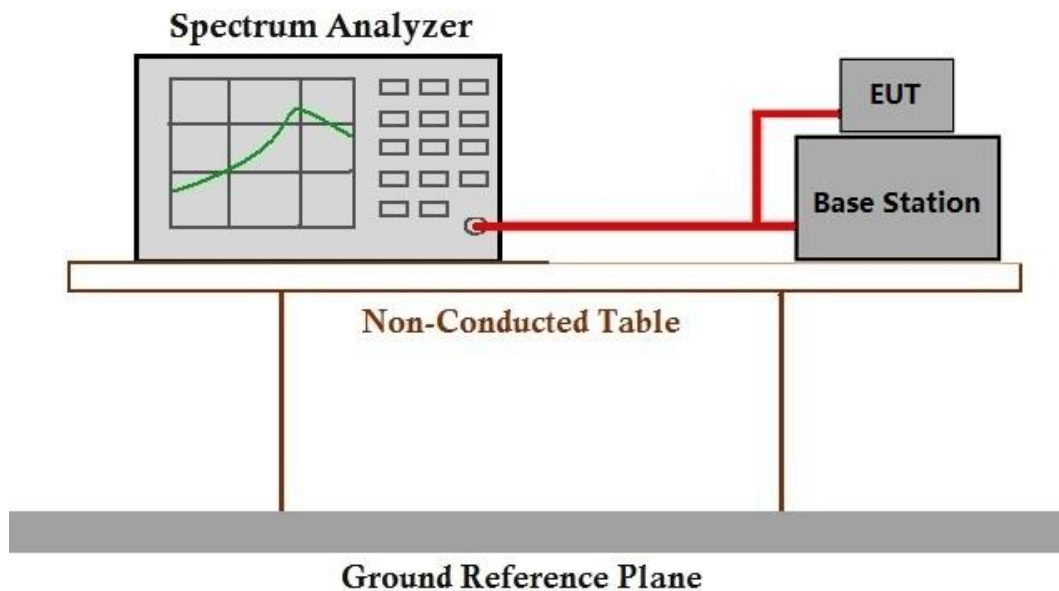 Spectrum Analyzer
EUT
Base Station
Non-Conducted Table
Ground Reference Plane